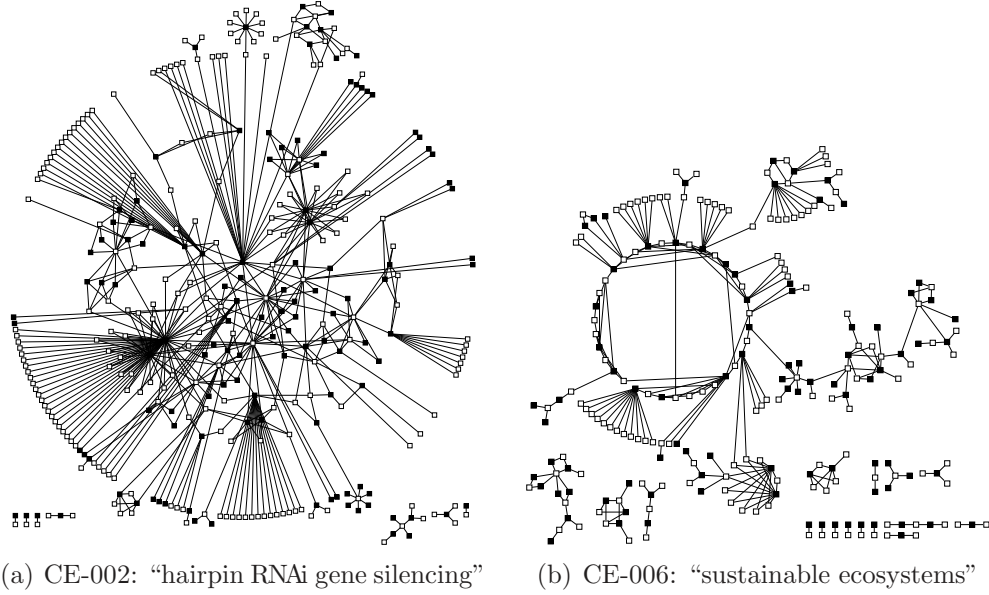 (a) CE-002: “hairpin RNAi gene silencing”
(b) CE-006: “sustainable ecosystems”